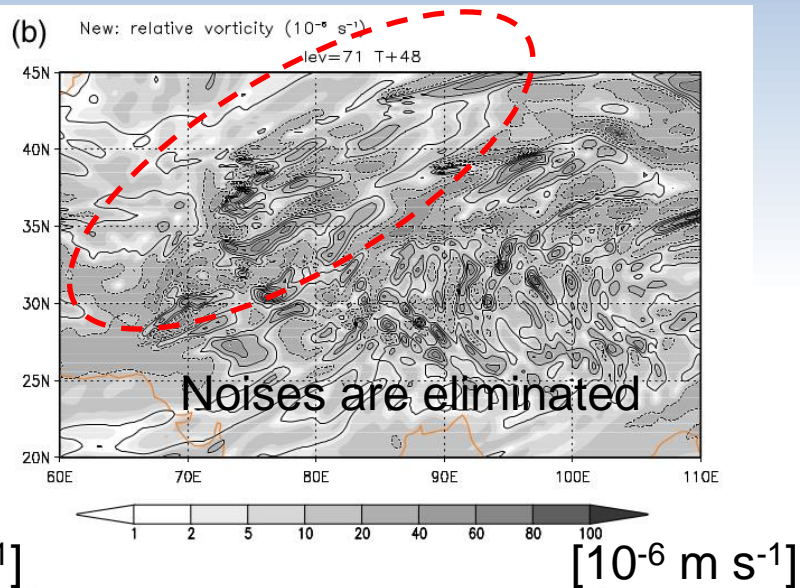 (b) New: relative vorticity (10⁻⁶ s⁻¹)
lev=71 T+48
45N
40N
35N
30N
25N
20N
Noises are eliminated
60E 70E 80E 90E 100E 110E
1 2 5 10 20 40 60 80 100
⁻¹] [10⁻⁶ m s⁻¹]